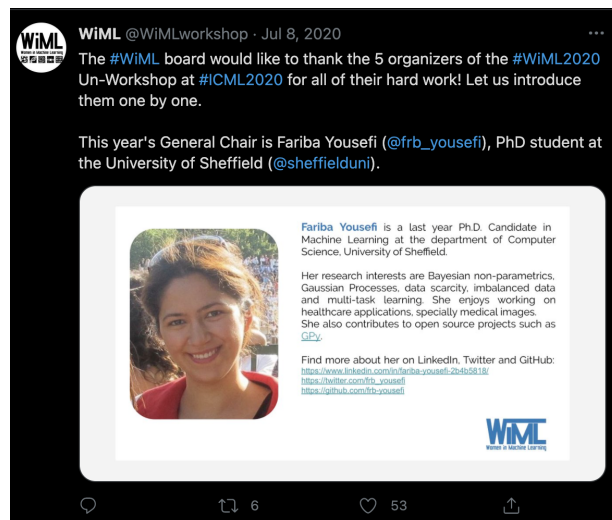 WiML @WiMLworkshop · Jul 8, 2020
WiML
Women in Machine Learning
The #WiML board would like to thank the 5 organizers of the #WiML2020
Un-Workshop at #ICML2020 for all of their hard work! Let us introduce
them one by one.
This year's General Chair is Fariba Yousefi (@frb_yousefi), PhD student at
the University of Sheffield (@sheffielduni).
Fariba Yousefi is a last year Ph.D. Candidate in
Machine Learning at the department of Computer
Science, University of Sheffield.
Her research interests are Bayesian non-parametrics,
Gaussian Processes, data scarcity, imbalanced data
and multi-task learning. She enjoys working on
healthcare applications, specially medical images.
She also contributes to open source projects such as
GPy.
Find more about her on LinkedIn, Twitter and GitHub:
https://www.linkedin.com/in/fariba-yousefi-2b4b5818/
https://twitter.com/frb_yousefi
https://github.com/frb-yousefi
WiML
Women in Machine Learning
6
53